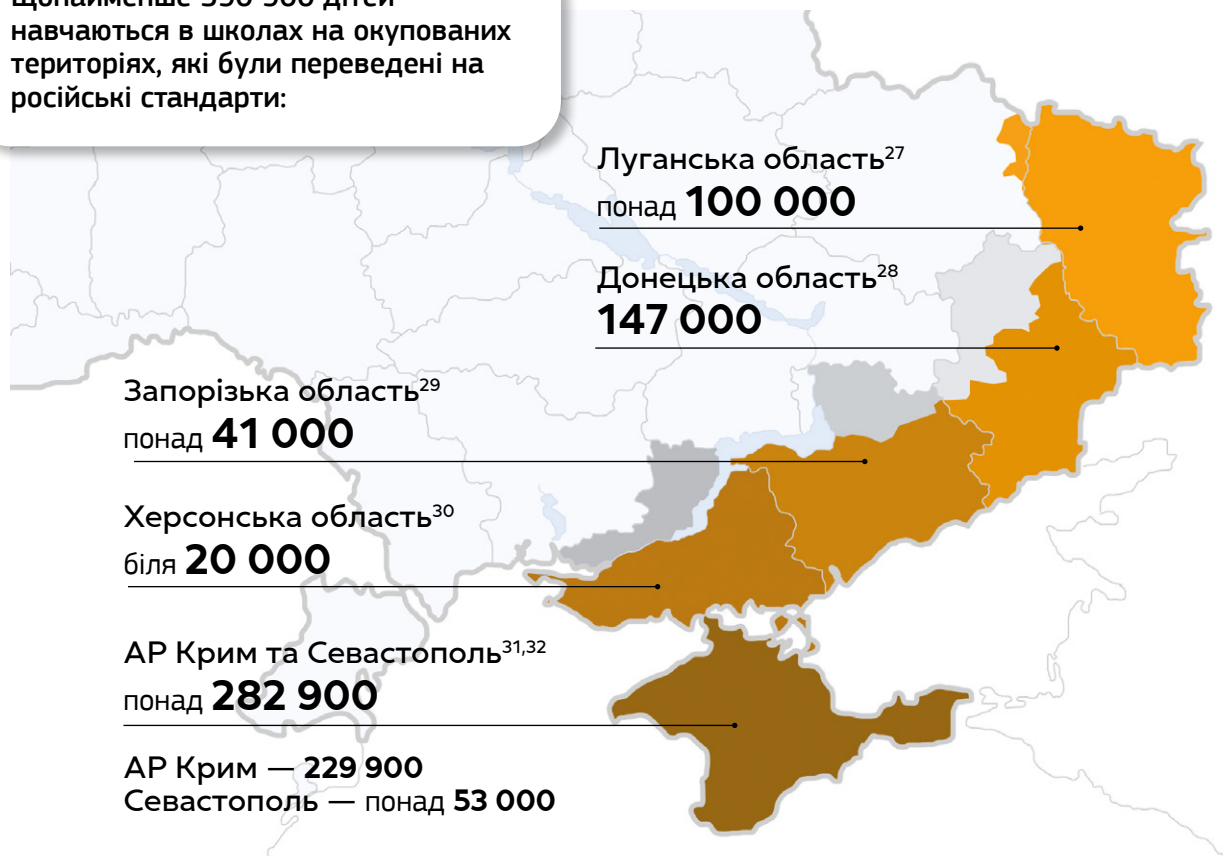 навчаються в школах на окупованих
територіях, які були переведені на
російські стандарти:
Луганська область27
понад 100 000
Донецька область28
147 000
Запорізька область29
понад 41 000
Херсонська область30
біля 20 000
АР Крим та Севастополь31,32
понад 282 900
АР Крим — 229 900
Севастополь — понад 53 000